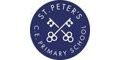 ST. PETER'S
C.E. PRIMARY SCHOOL